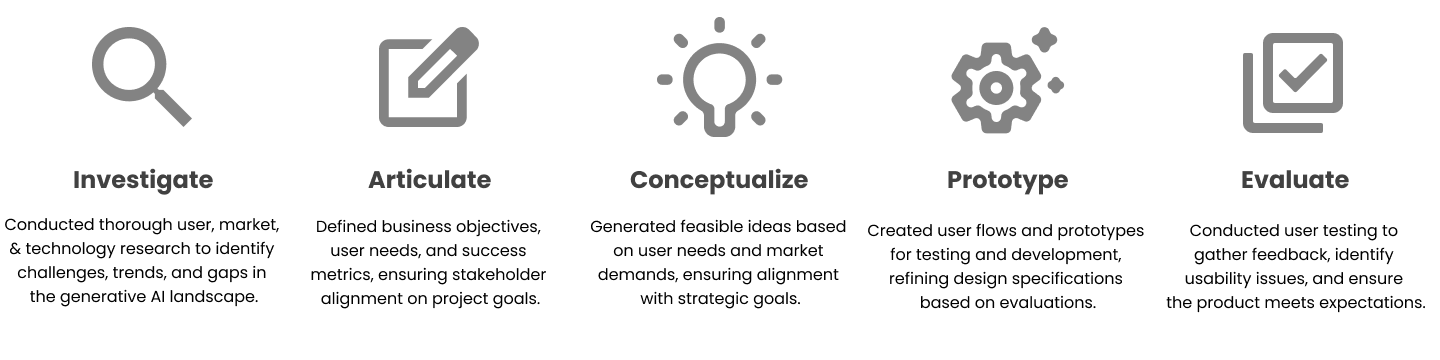 Investigate
Conducted thorough user, market,
& technology research to identify
challenges, trends, and gaps in
the generative AI landscape.
Articulate
Defined business objectives,
user needs, and success
metrics, ensuring stakeholder
alignment on project goals.
Conceptualize
Generated feasible ideas based
on user needs and market
demands, ensuring alignment
with strategic goals.
Prototype
Created user flows and prototypes
for testing and development,
refining design specifications
based on evaluations.
Evaluate
Conducted user testing to
gather feedback, identify
usability issues, and ensure
the product meets expectations.